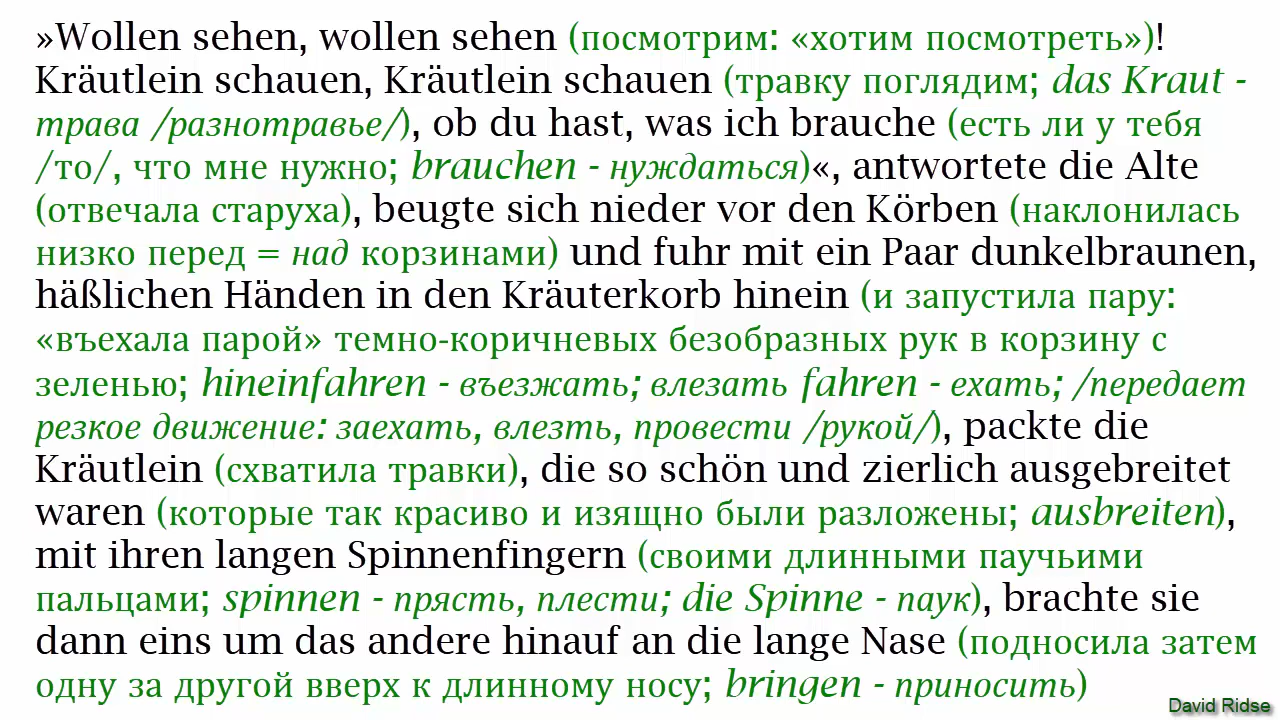 »Wollen sehen, wollen sehen (посмотрим: «хотим посмотреть»)!
Kräutlein schauen, Kräutlein schauen (травку поглядим; das Kraut -
трава /разнотравье/), ob du hast, was ich brauche (есть ли у тебя
/то/, что мне нужно; brauchen - нуждаться)«, antwortete die Alte
(отвечала старуха), beugte sich nieder vor den Körben (наклонилась
низко перед = над корзинами) und fuhr mit ein Paar dunkelbraunen,
häßlichen Händen in den Kräuterkorb hinein (и запустила пару:
«въехала парой» темно-коричневых безобразных рук в корзину с
зеленью; hineinfahren - въезжать; влезать fahren - ехать; /передает
резкое движение: заехать, влезть, провести /рукой/), packte die
Kräutlein (схватила травки), die so schön und zierlich ausgebreitet
waren (которые так красиво и изящно были разложены; ausbreiten),
mit ihren langen Spinnenfingern (своими длинными паучьими
пальцами; spinnen - прясть, плести; die Spinne - паук), brachte sie
dann eins um das andere hinauf an die lange Nase (подносила затем
одну за другой вверх к длинному носу; bringen - приносить)
David Ridse